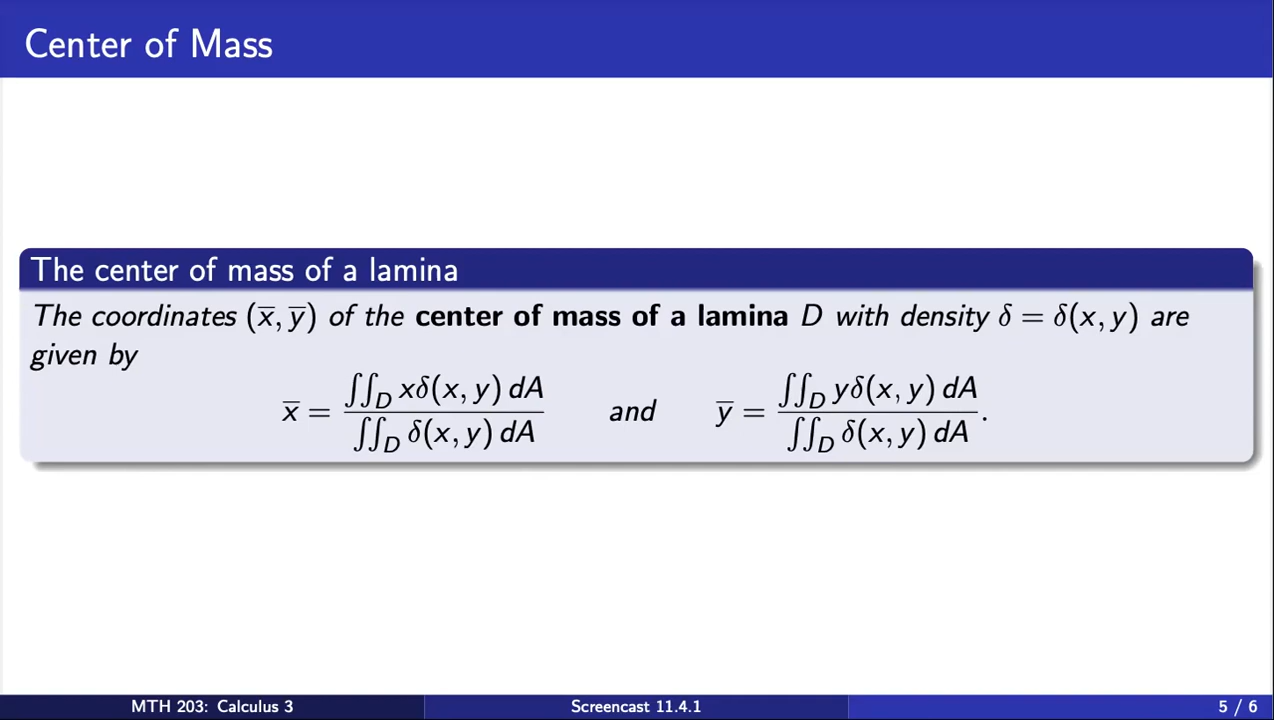 Center of Mass
The center of mass of a lamina
The coordinates (x̅, y̅) of the center of mass of a lamina D with density δ = δ(x, y) are
given by
x̅ = ∬_D xδ(x, y) dA / ∬_D δ(x, y) dA and y̅ = ∬_D yδ(x, y) dA / ∬_D δ(x, y) dA.
MTH 203: Calculus 3 Screencast 11.4.1 5 / 6